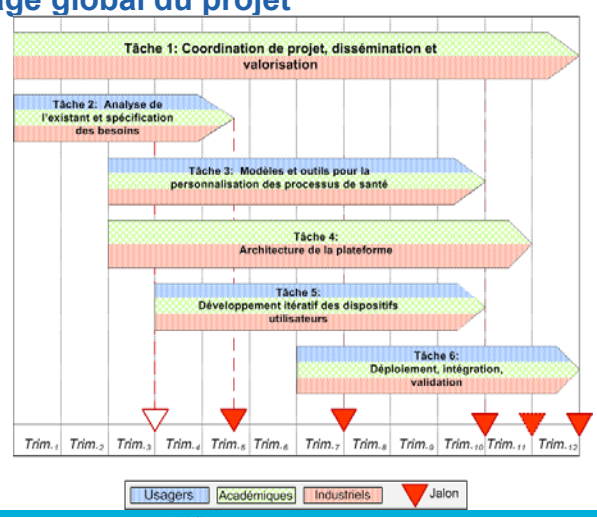 age global du projet
Tâche 1: Coordination de projet, dissémination et
valorisation
Tâche 2: Analyse de
l'existant et spécification
des besoins
Tâche 3: Modèles et outils pour la
personnalisation des processus de santé
Tâche 4:
Architecture de la plateforme
Tâche 5:
Développement itératif des dispositifs
utilisateurs
Tâche 6:
Déploiement, intégration,
validation
Trim.1 Trim.2 Trim.3 Trim.4 Trim.5 Trim.6 Trim.7 Trim.8 Trim.9 Trim.10 Trim.11 Trim.12
Usagers Académiques Industriels Jalon